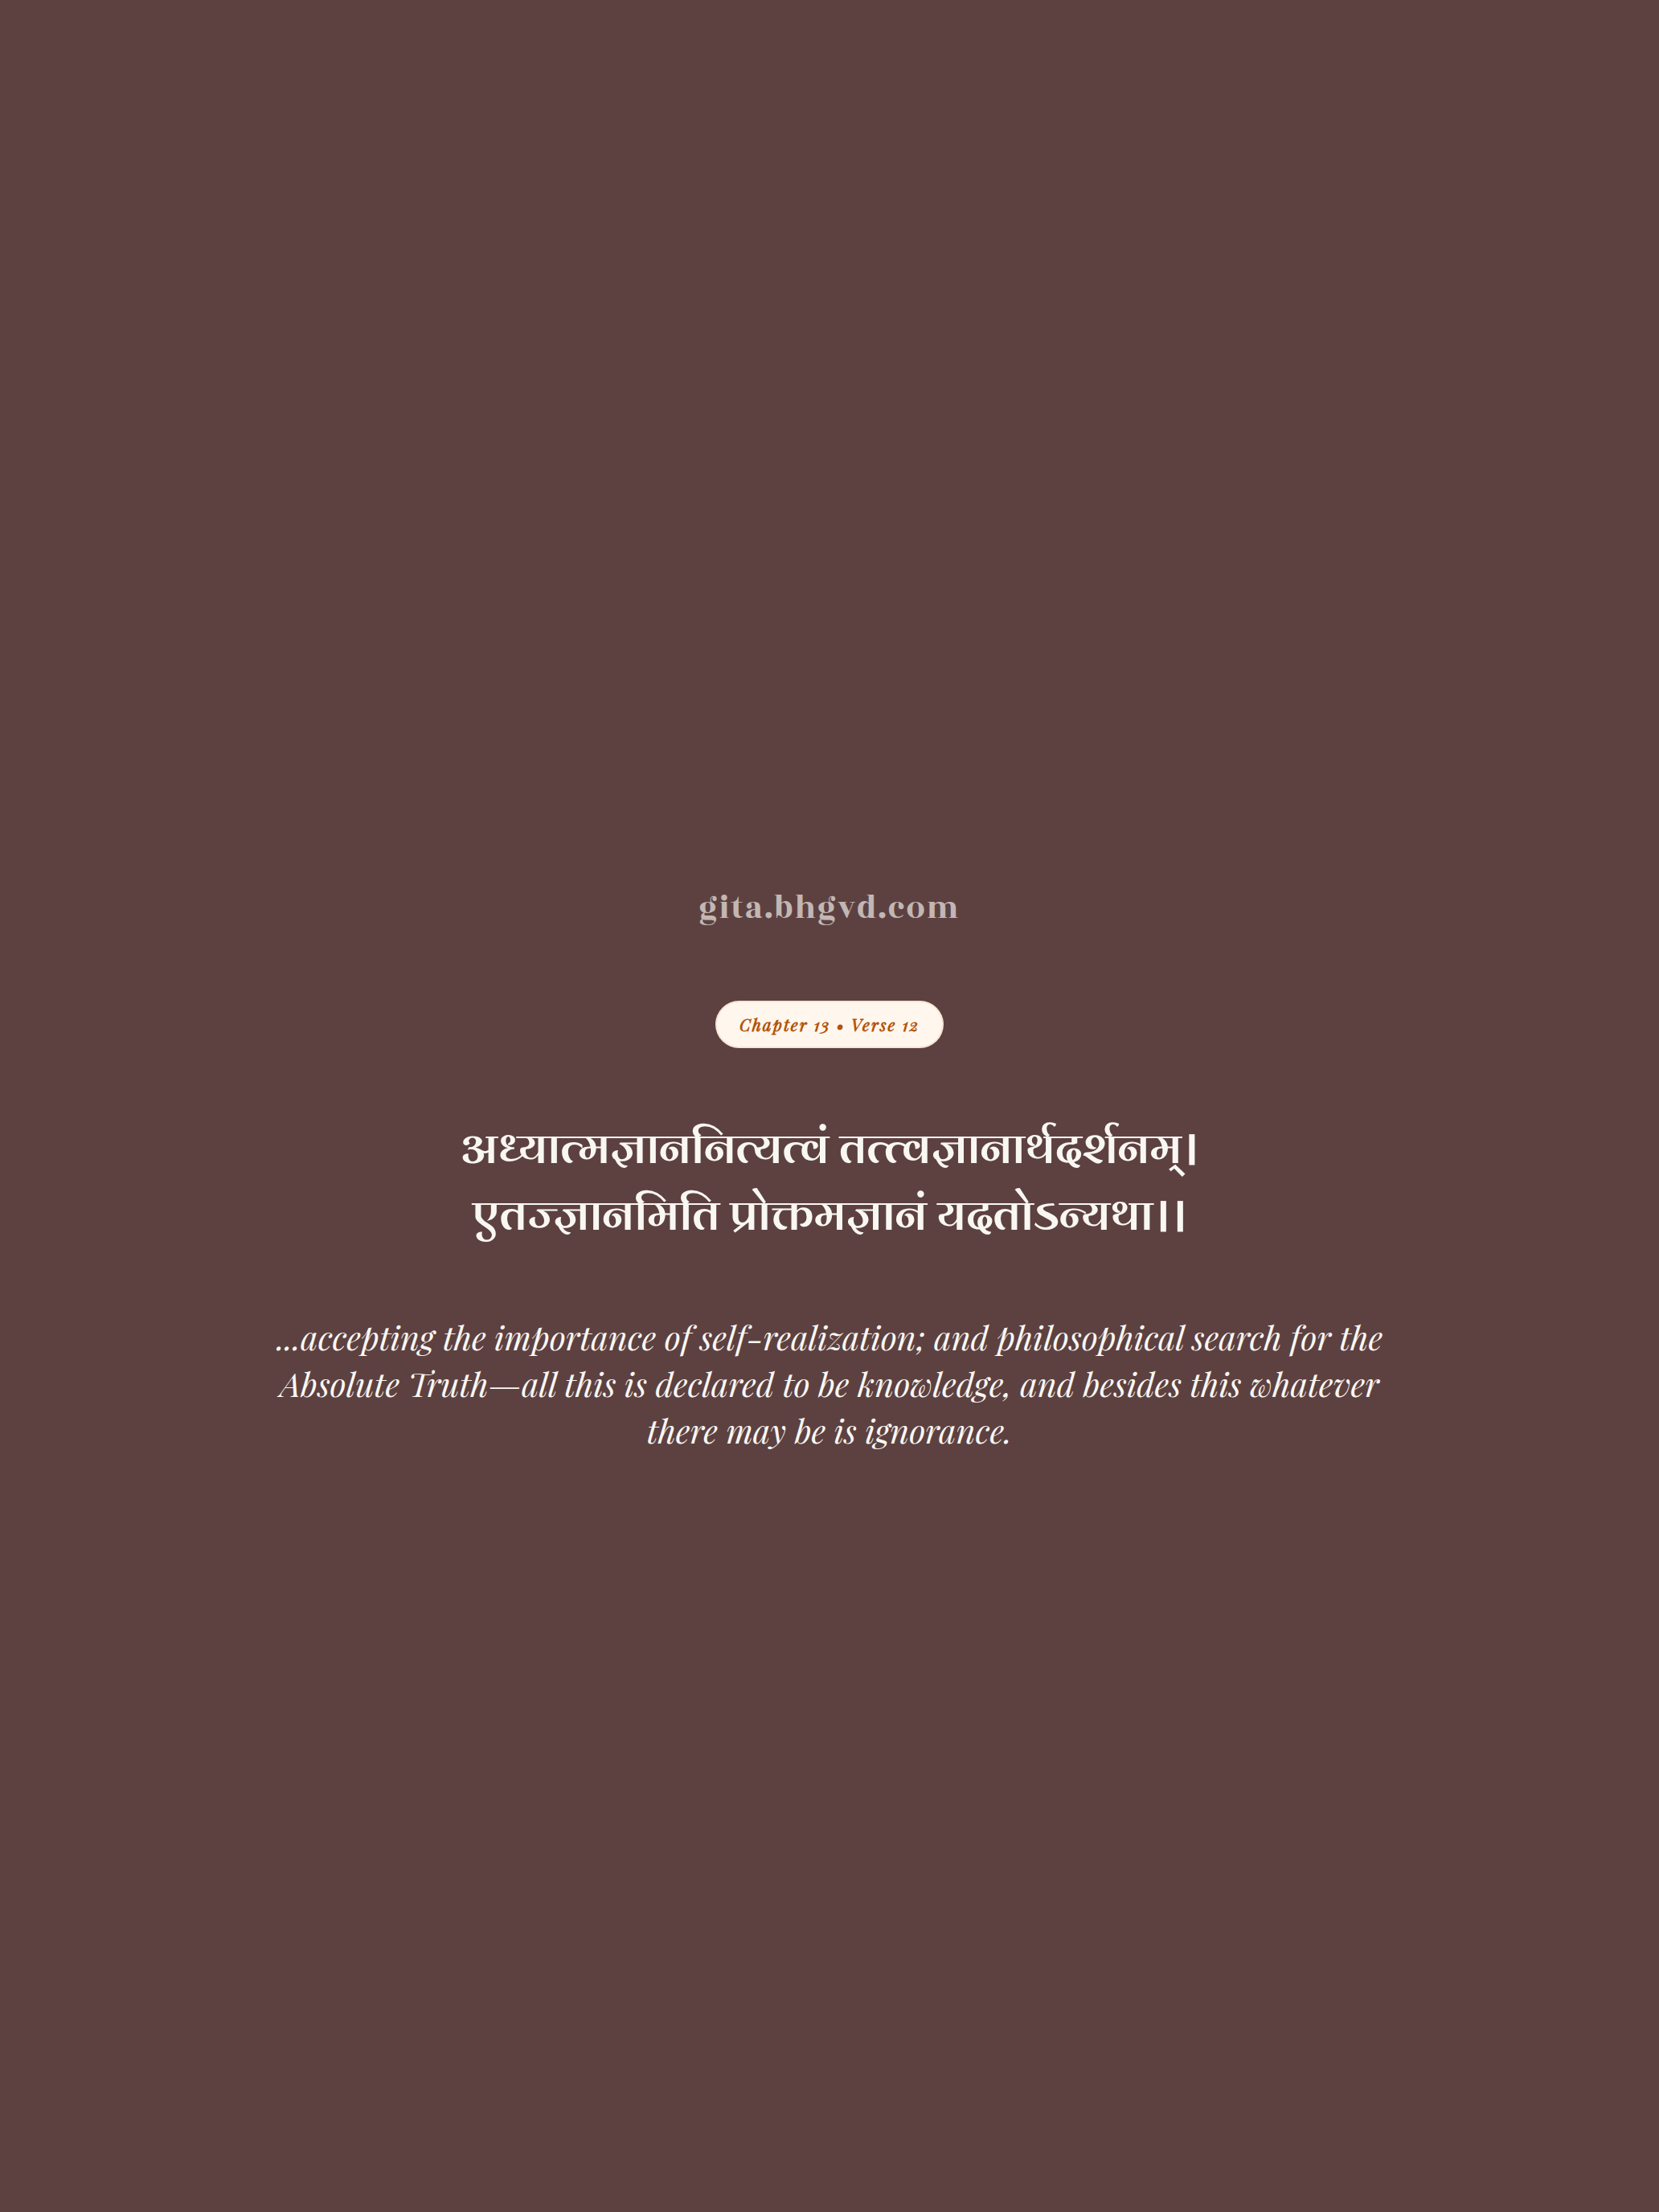 gita.bhgvd.com
Chapter 13 • Verse 12
अध्यात्मज्ञाननित्यत्वं तत्त्वज्ञानार्थदर्शनम्।
एतज्ज्ञानमिति प्रोक्तमज्ञानं यदतोऽन्यथा।।
...accepting the importance of self-realization; and philosophical search for the
Absolute Truth—all this is declared to be knowledge, and besides this whatever
there may be is ignorance.